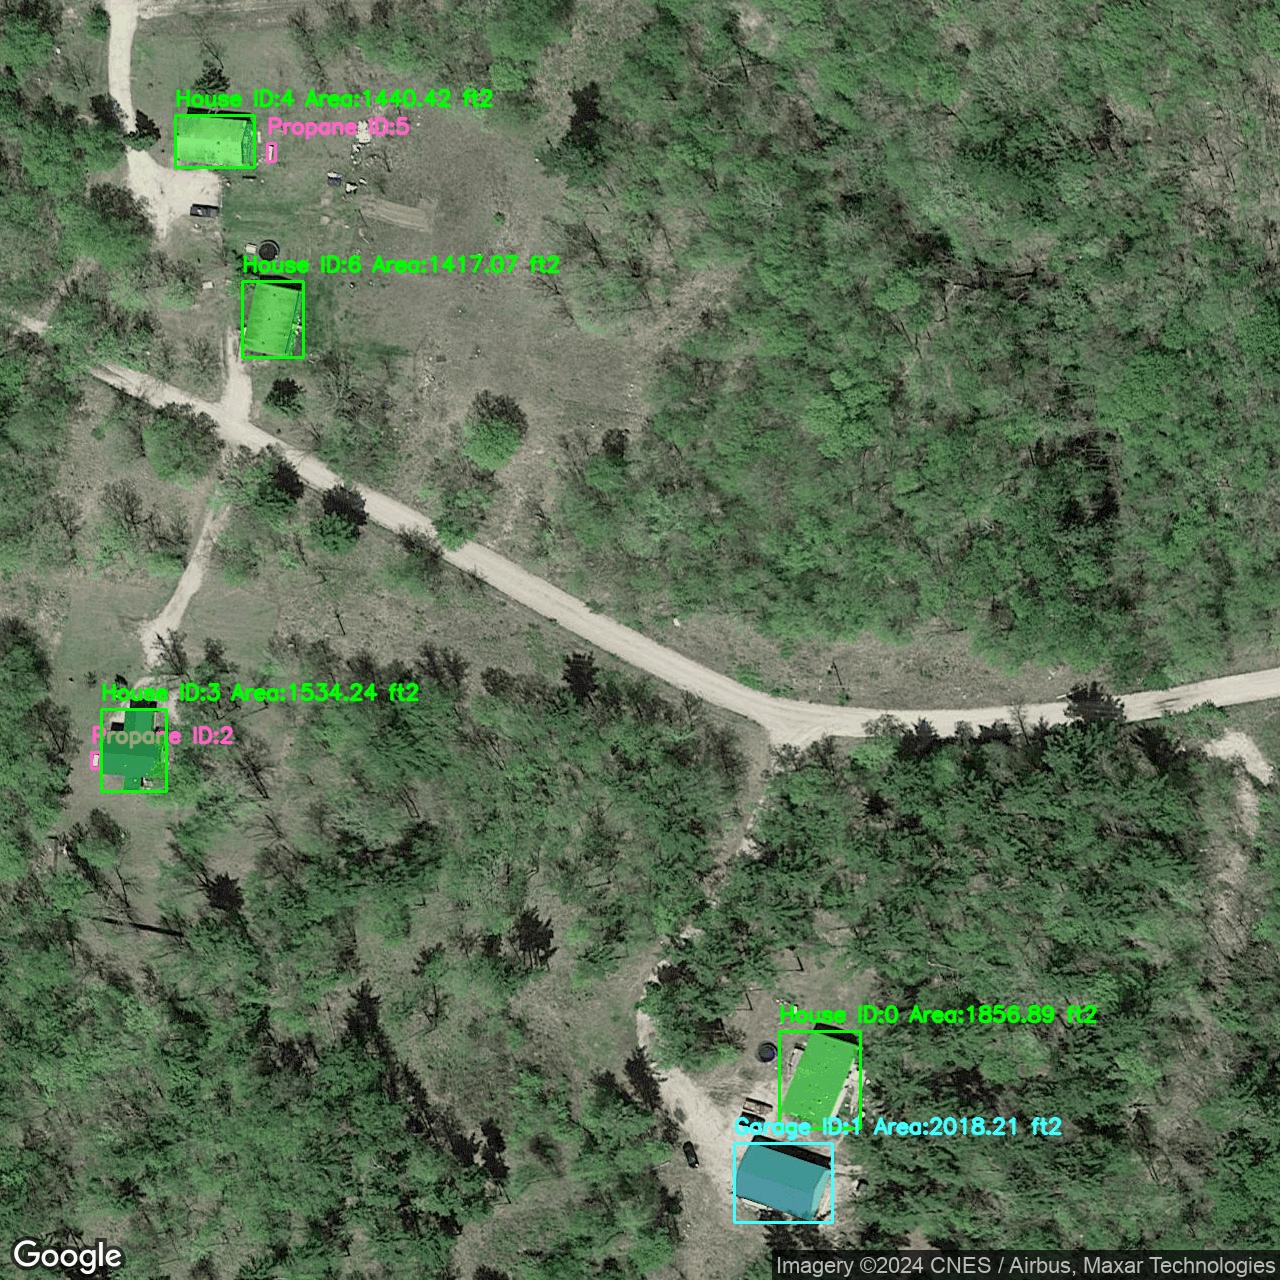 House ID:4 Area:1440.42 ft2
Propane ID:5
House ID:6 Area:1417.07 ft2
House ID:3 Area:1534.24 ft2
Propane ID:2
House ID:0 Area:1856.89 ft2
Garage ID:1 Area:2018.21 ft2
Google
Imagery ©2024 CNES / Airbus, Maxar Technologies